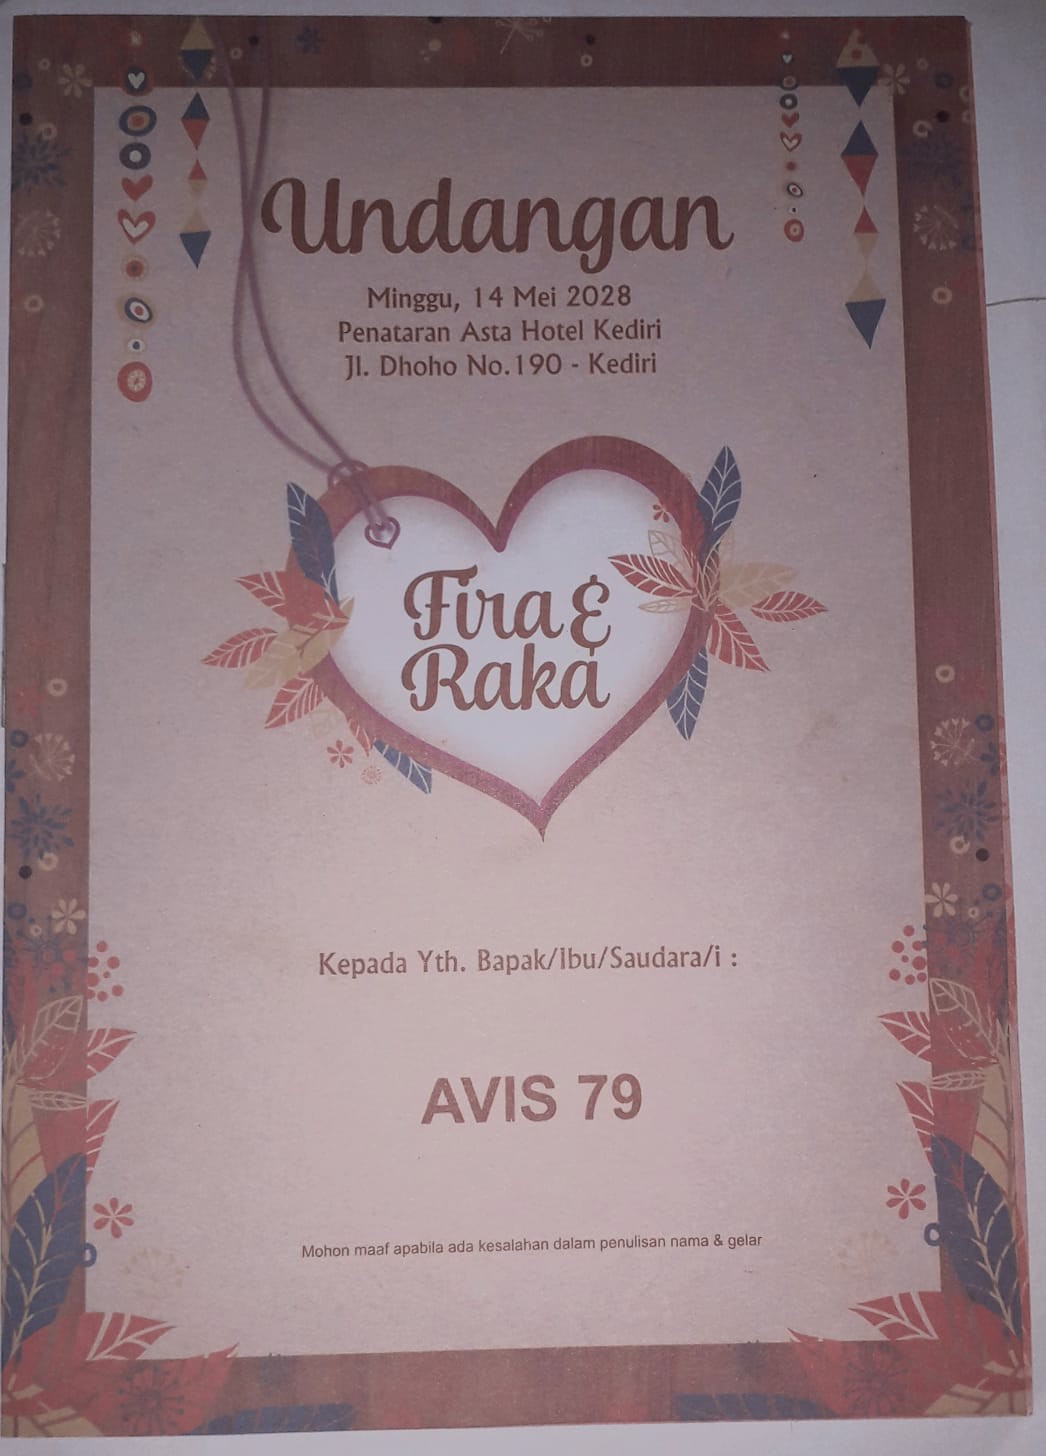 Undangan
Minggu, 14 Mei 2028
Penataran Asta Hotel Kediri
Jl. Dhoho No.190 - Kediri
Fira &
Raka
Kepada Yth. Bapak/Ibu/Saudara/i :
AVIS 79
Mohon maaf apabila ada kesalahan dalam penulisan nama & gelar